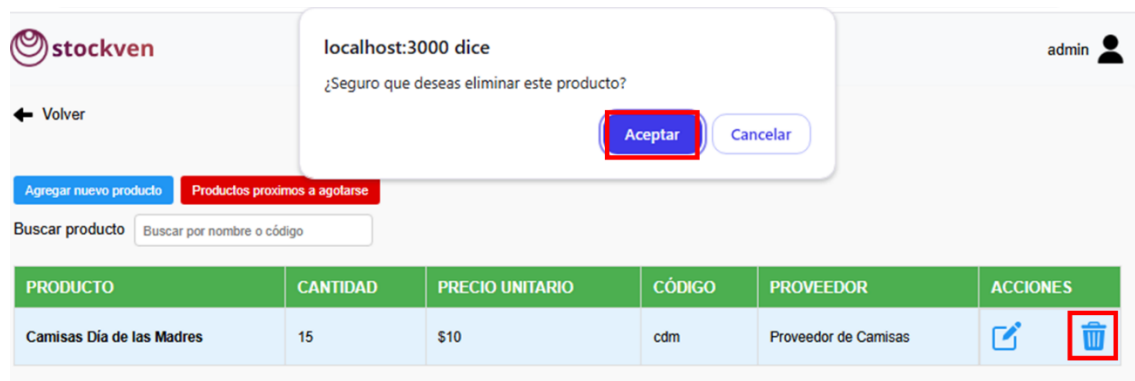 stockven
localhost:3000 dice
¿Seguro que deseas eliminar este producto?
Aceptar Cancelar
admin
Volver
Agregar nuevo producto Productos proximos a agotarse
Buscar producto Buscar por nombre o código
PRODUCTO CANTIDAD PRECIO UNITARIO CÓDIGO PROVEEDOR ACCIONES
Camisas Día de las Madres 15 $10 cdm Proveedor de Camisas